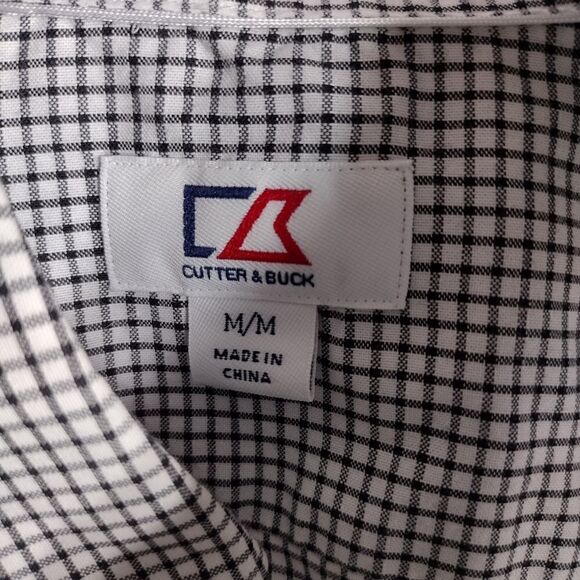 CUTTER & BUCK
M/M
MADE IN
CHINA